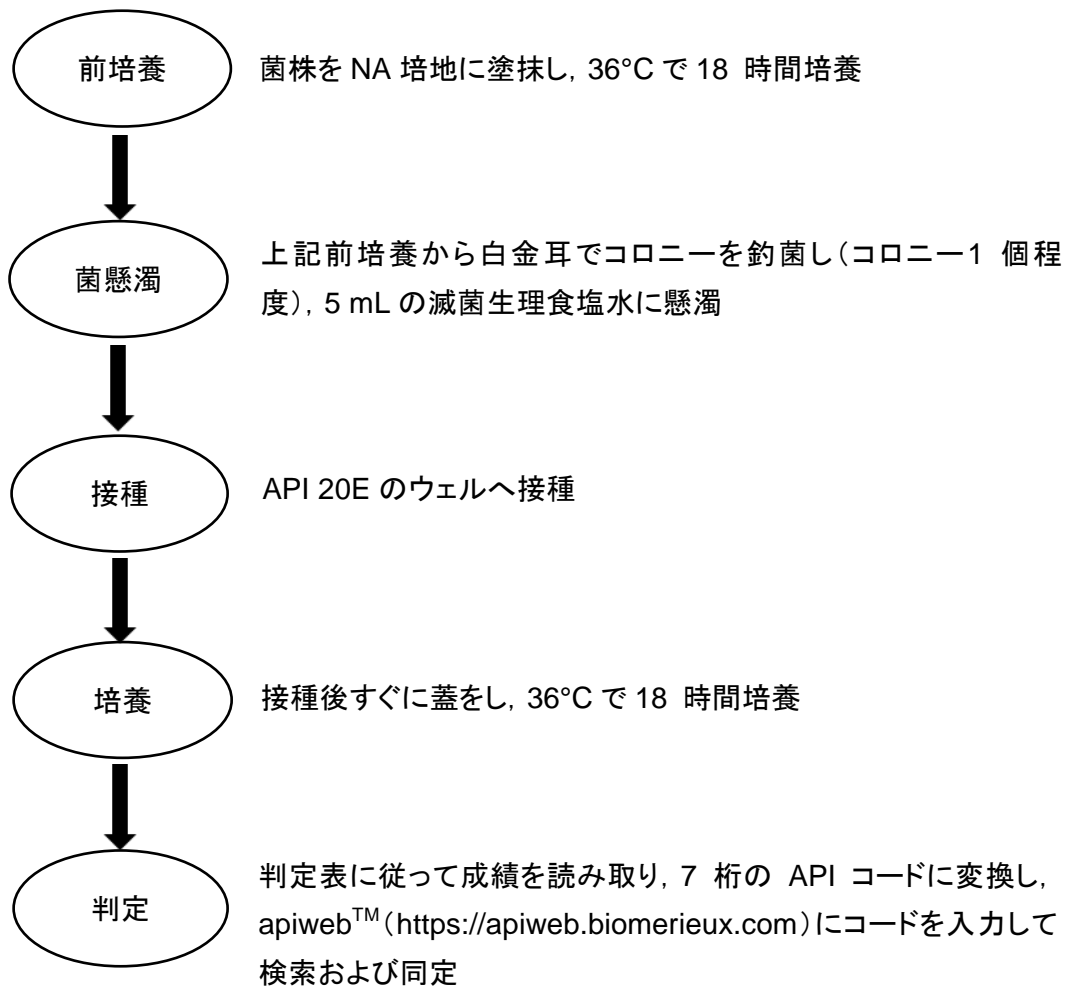 前培養
菌株を NA 培地に塗抹し, 36°C で 18 時間培養
菌懸濁
上記前培養から白金耳でコロニーを釣菌し(コロニー1 個程
度), 5 mL の滅菌生理食塩水に懸濁
接種
API 20E のウェルへ接種
培養
接種後すぐに蓋をし, 36°C で 18 時間培養
判定
判定表に従って成績を読み取り, 7 桁の API コードに変換し,
apiweb™(https://apiweb.biomerieux.com)にコードを入力して
検索および同定